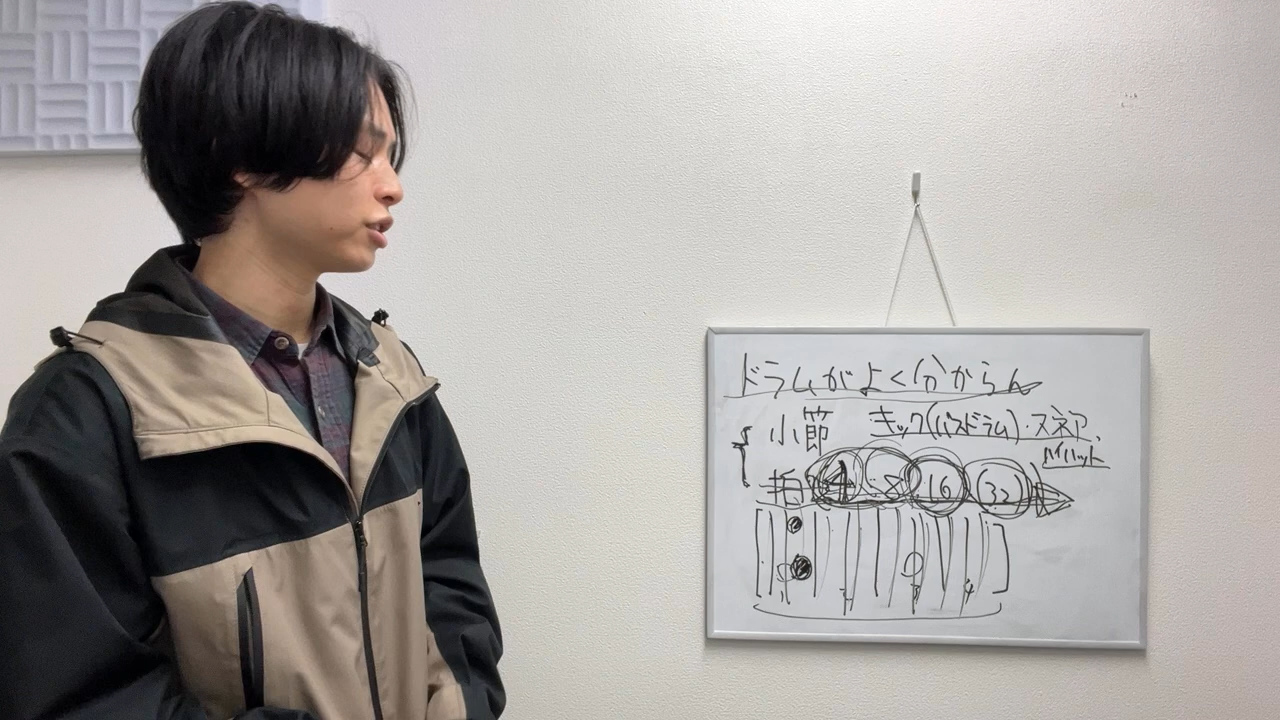 ドラムがよく分からん
小節 キック(バスドラム)・スネア、
ハイハット
拍 4 8 16 (32)